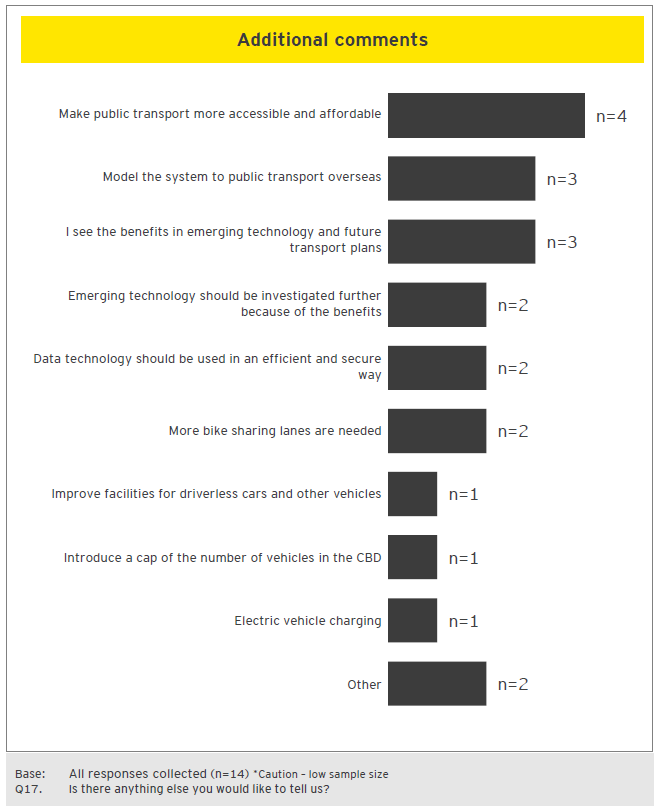 Additional comments
Make public transport more accessible and affordable
n=4
Model the system to public transport overseas
n=3
I see the benefits in emerging technology and future
transport plans
n=3
Emerging technology should be investigated further
because of the benefits
n=2
Data technology should be used in an efficient and secure
way
n=2
More bike sharing lanes are needed
n=2
Improve facilities for driverless cars and other vehicles
n=1
Introduce a cap of the number of vehicles in the CBD
n=1
Electric vehicle charging
n=1
Other
n=2
Base: All responses collected (n=14) *Caution - low sample size
Q17. Is there anything else you would like to tell us?